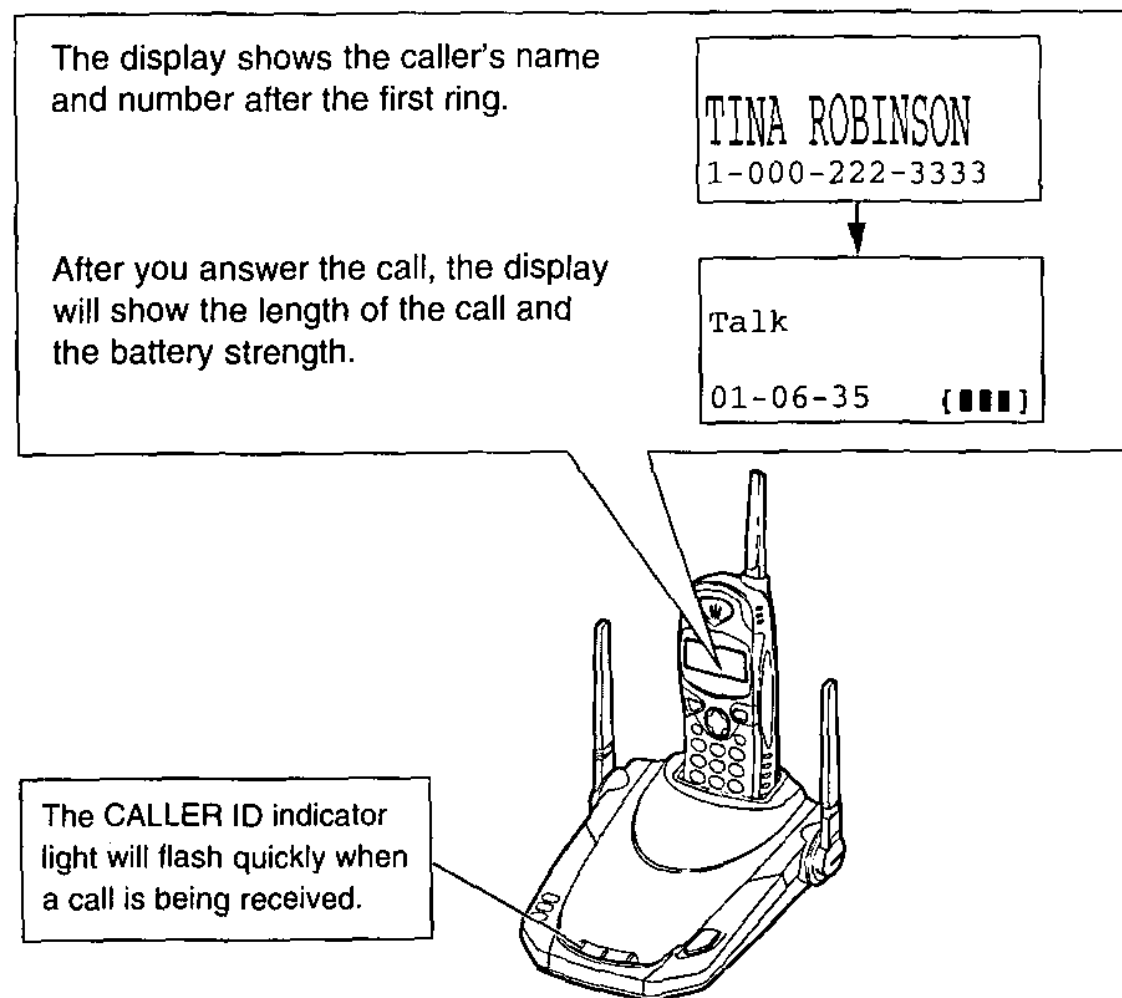 The display shows the caller's name
and number after the first ring.
TINA ROBINSON
1-000-222-3333
After you answer the call, the display
will show the length of the call and
the battery strength.
Talk
01-06-35
The CALLER ID indicator
light will flash quickly when
a call is being received.